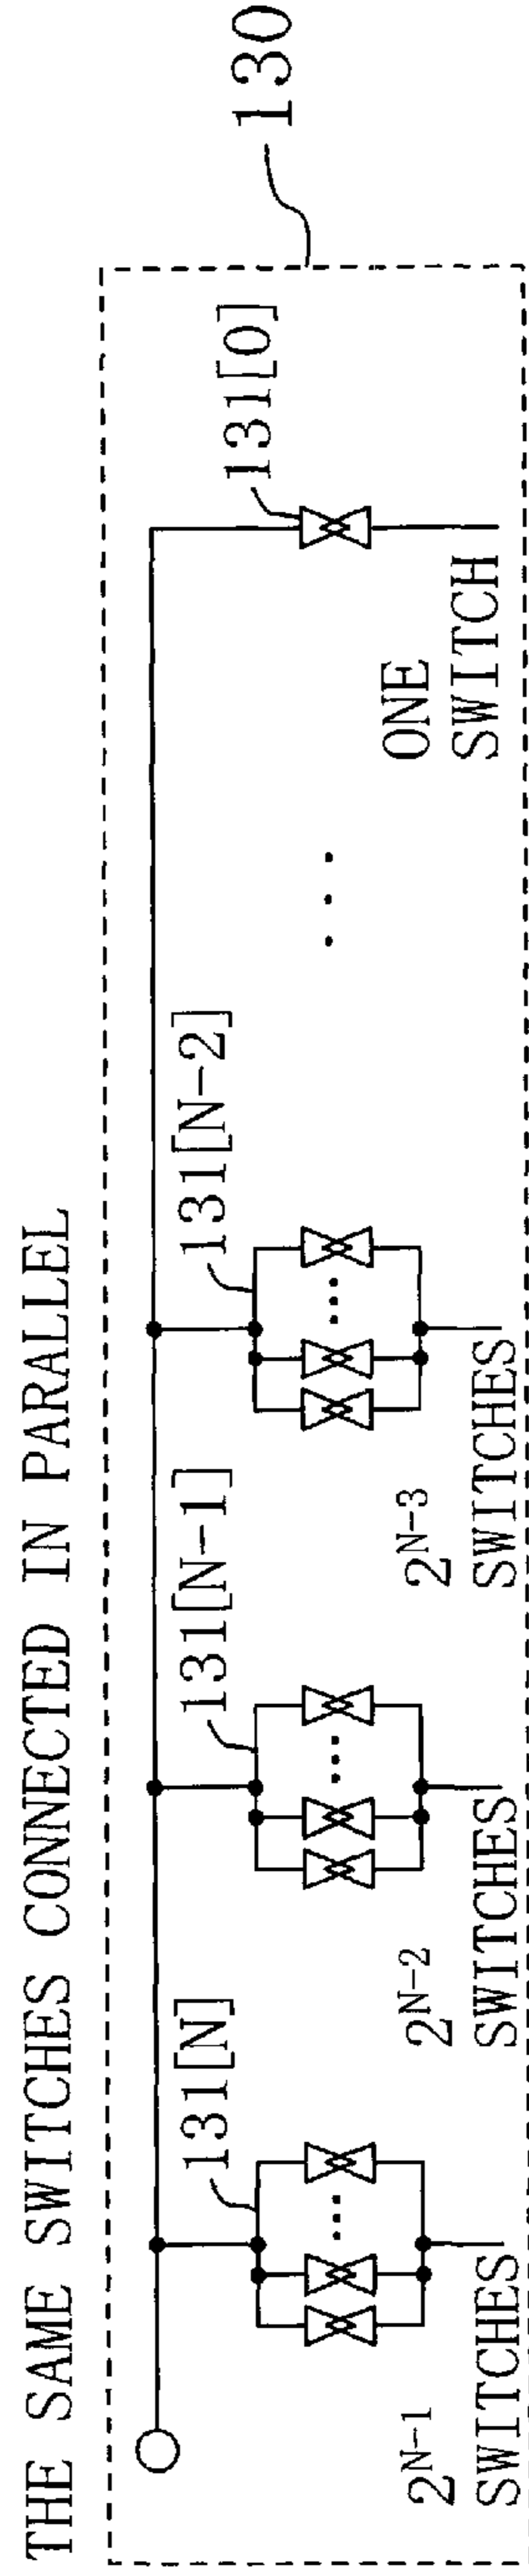 THE SAME SWITCHES CONNECTED IN PARALLEL
130
131[N]
131[N-1]
131[N-2]
131[0]
2^{N-1}
SWITCHES
2^{N-2}
SWITCHES
2^{N-3}
SWITCHES
ONE
SWITCH